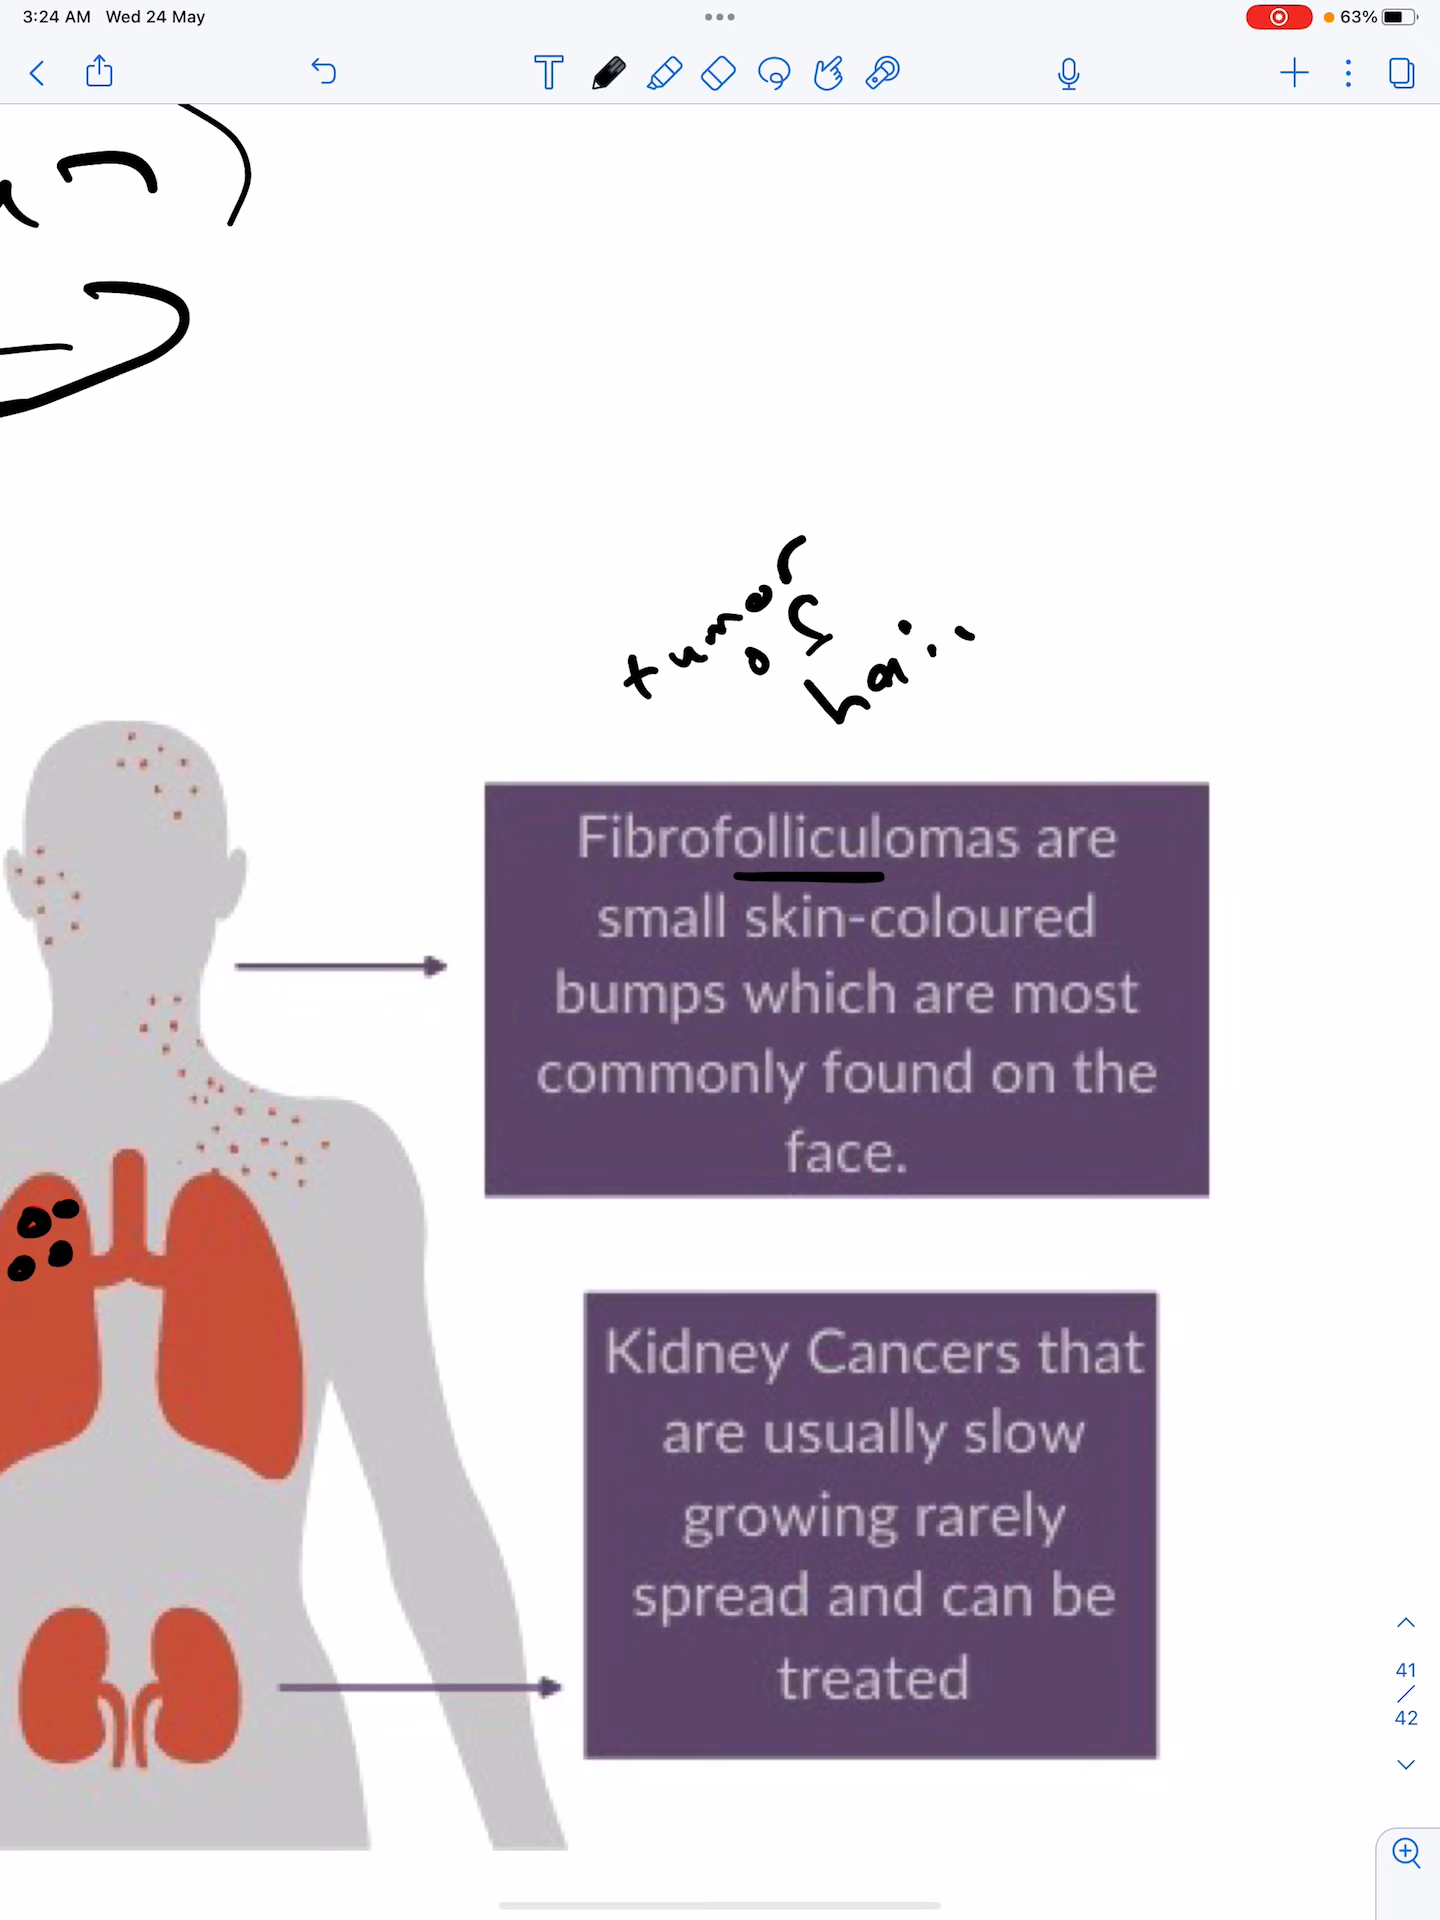 3:24 AM Wed 24 May
63%
T
tumor
of
hair
Fibrofolliculomas are
small skin-coloured
bumps which are most
commonly found on the
face.
Kidney Cancers that
are usually slow
growing rarely
spread and can be
treated
41
/
42